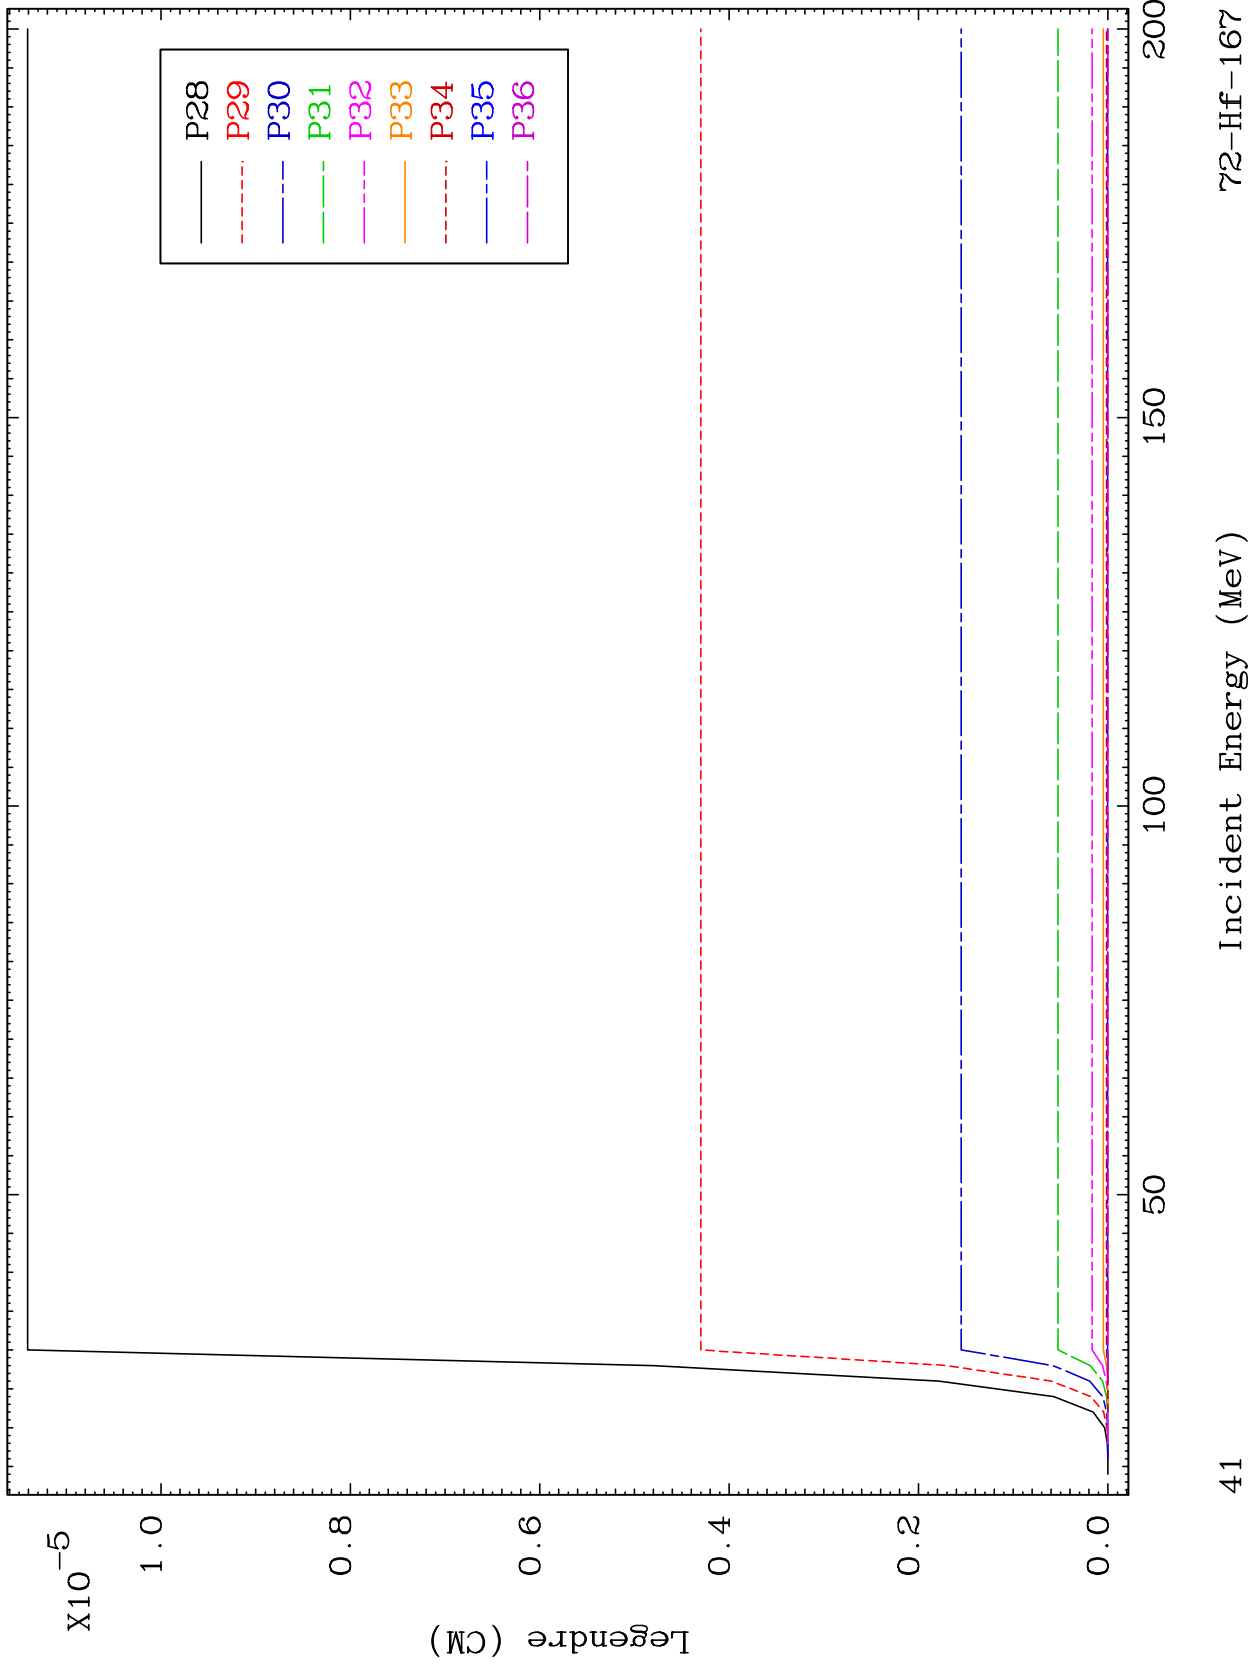 X10-5
1.0
0.8
0.6
0.4
0.2
0.0
Legendre (CM)
P28
P29
P30
P31
P32
P33
P34
P35
P36
50
100
150
200
41
Incident Energy (MeV)
72-Hf-167